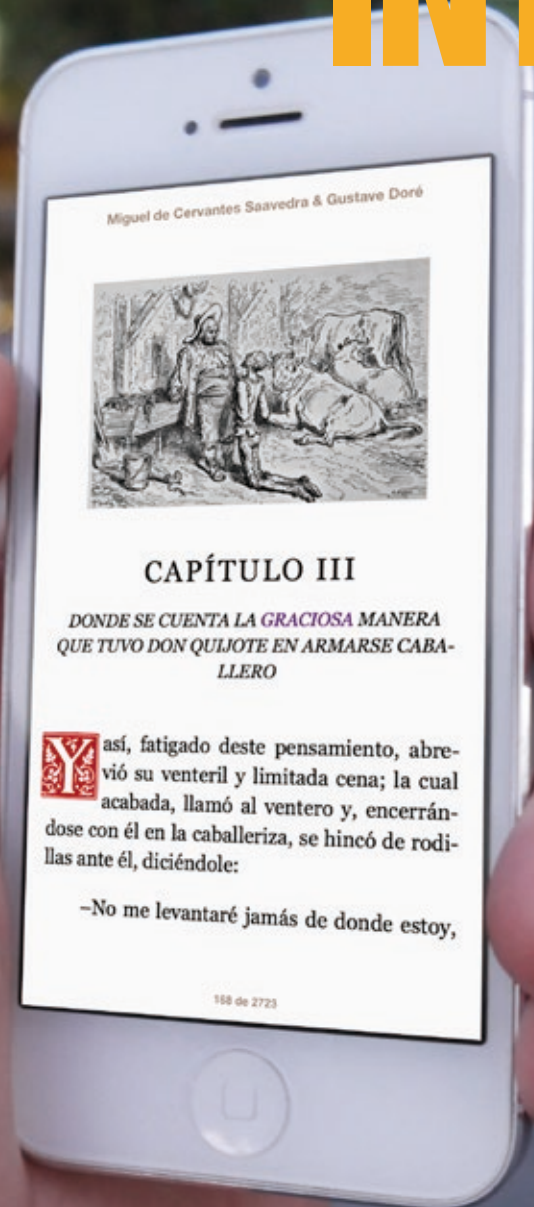 IN
Miguel de Cervantes Saavedra & Gustave Doré
CAPÍTULO III
DONDE SE CUENTA LA GRACIOSA MANERA
QUE TUVO DON QUIJOTE EN ARMARSE CABA-
LLERO
Y así, fatigado deste pensamiento, abre-
vió su venteril y limitada cena; la cual
acabada, llamó al ventero y, encerrán-
dose con él en la caballeriza, se hincó de rodi-
llas ante él, diciéndole:
–No me levantaré jamás de donde estoy,
168 de 2723